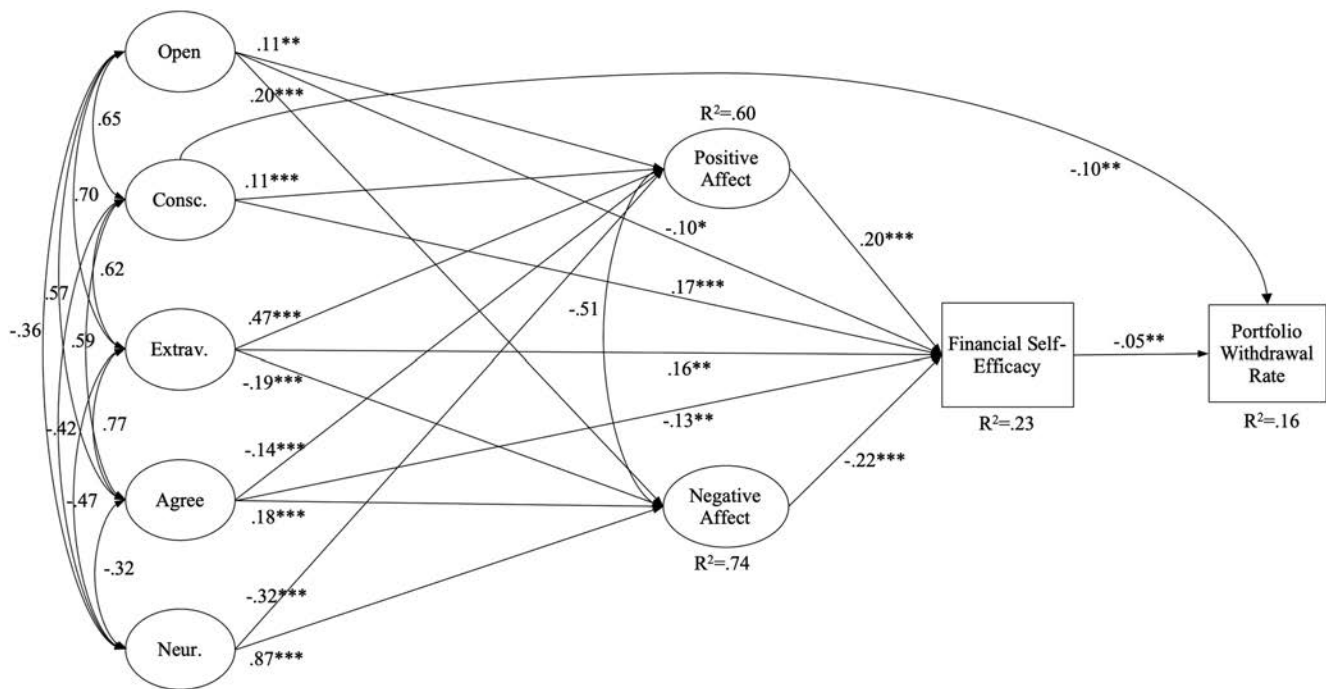 Open
.11**
.20***
R²=.60
.65
Positive
Affect
-.10**
.70
Consc.
.11***
-.10*
.20***
.62
.17***
.57
-.51
-.36
.59
Extrav.
.47***
Financial Self-
Efficacy
-.05**
Portfolio
Withdrawal
Rate
.16**
-.19***
-.42
.77
-.13**
R²=.23
R²=.16
-.14***
-.22***
-.47
Agree
.18***
Negative
Affect
R²=.74
-.32
-.32***
Neur.
.87***